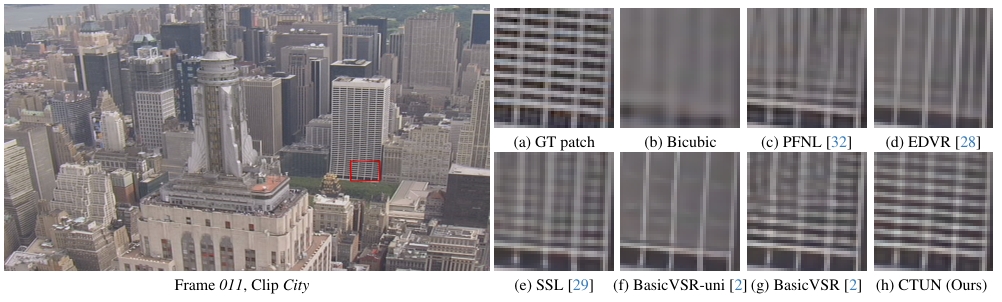 (a) GT patch
(b) Bicubic
(c) PFNL [32]
(d) EDVR [28]
(e) SSL [29]
(f) BasicVSR-uni [2]
(g) BasicVSR [2]
(h) CTUN (Ours)
Frame 011, Clip City